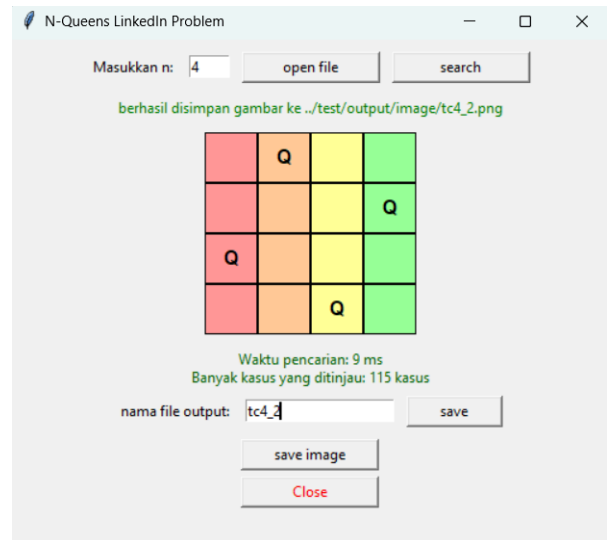 N-Queens LinkedIn Problem
Masukkan n: 4 open file search
berhasil disimpan gambar ke ../test/output/image/tc4_2.png
Q
Q
Q
Q
Waktu pencarian: 9 ms
Banyak kasus yang ditinjau: 115 kasus
nama file output: tc4_2 save
save image
Close